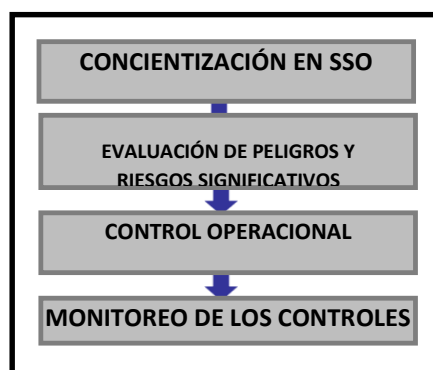 CONCIENTIZACIÓN EN SSO
EVALUACIÓN DE PELIGROS Y
RIESGOS SIGNIFICATIVOS
CONTROL OPERACIONAL
MONITOREO DE LOS CONTROLES